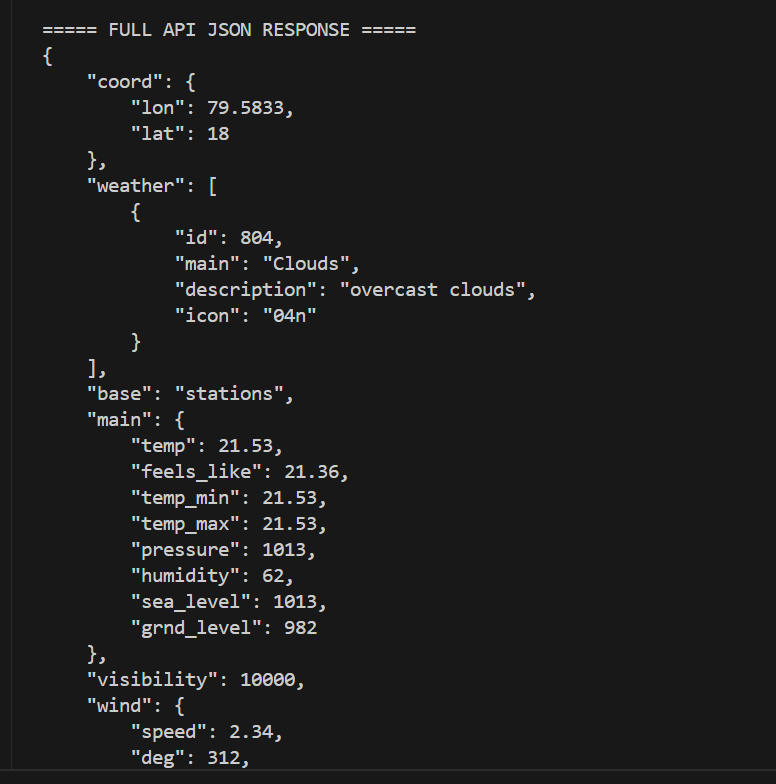 ===== FULL API JSON RESPONSE =====
{
    "coord": {
        "lon": 79.5833,
        "lat": 18
    },
    "weather": [
        {
            "id": 804,
            "main": "Clouds",
            "description": "overcast clouds",
            "icon": "04n"
        }
    ],
    "base": "stations",
    "main": {
        "temp": 21.53,
        "feels_like": 21.36,
        "temp_min": 21.53,
        "temp_max": 21.53,
        "pressure": 1013,
        "humidity": 62,
        "sea_level": 1013,
        "grnd_level": 982
    },
    "visibility": 10000,
    "wind": {
        "speed": 2.34,
        "deg": 312,